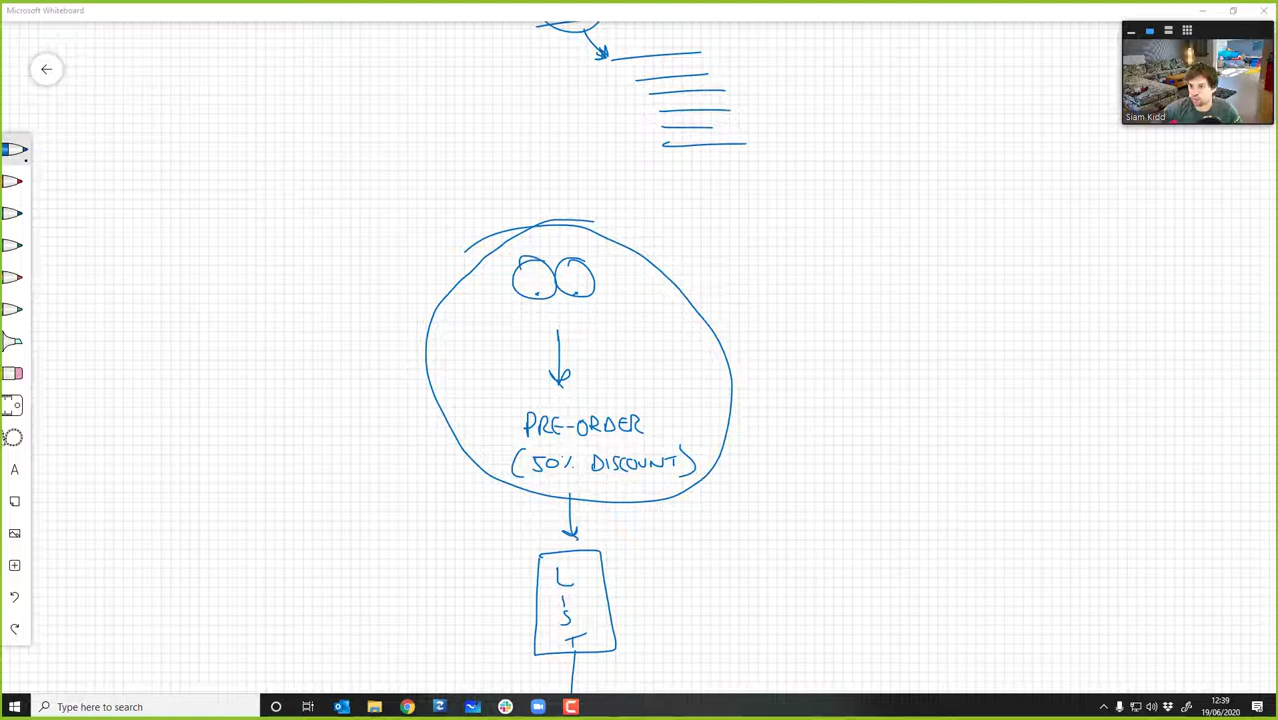 Microsoft Whiteboard
Siam Kidd
PRE-ORDER
(50% DISCOUNT)
L
I
S
T
A
Type here to search
12:39
19/06/2020